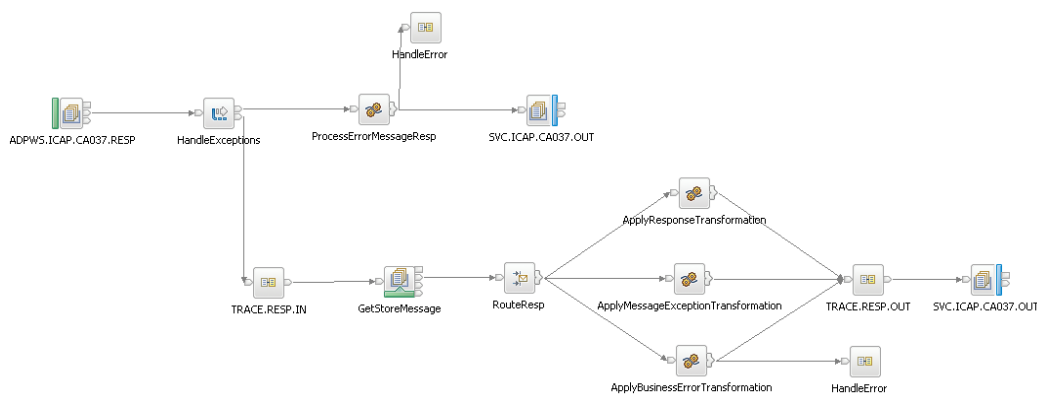 HandleError
ADPWS.ICAP.CA037.RESP
HandleExceptions
ProcessErrorMessageResp
SVC.ICAP.CA037.OUT
ApplyResponseTransformation
TRACE.RESP.IN
GetStoreMessage
RouteResp
ApplyMessageExceptionTransformation
TRACE.RESP.OUT
SVC.ICAP.CA037.OUT
ApplyBusinessErrorTransformation
HandleError